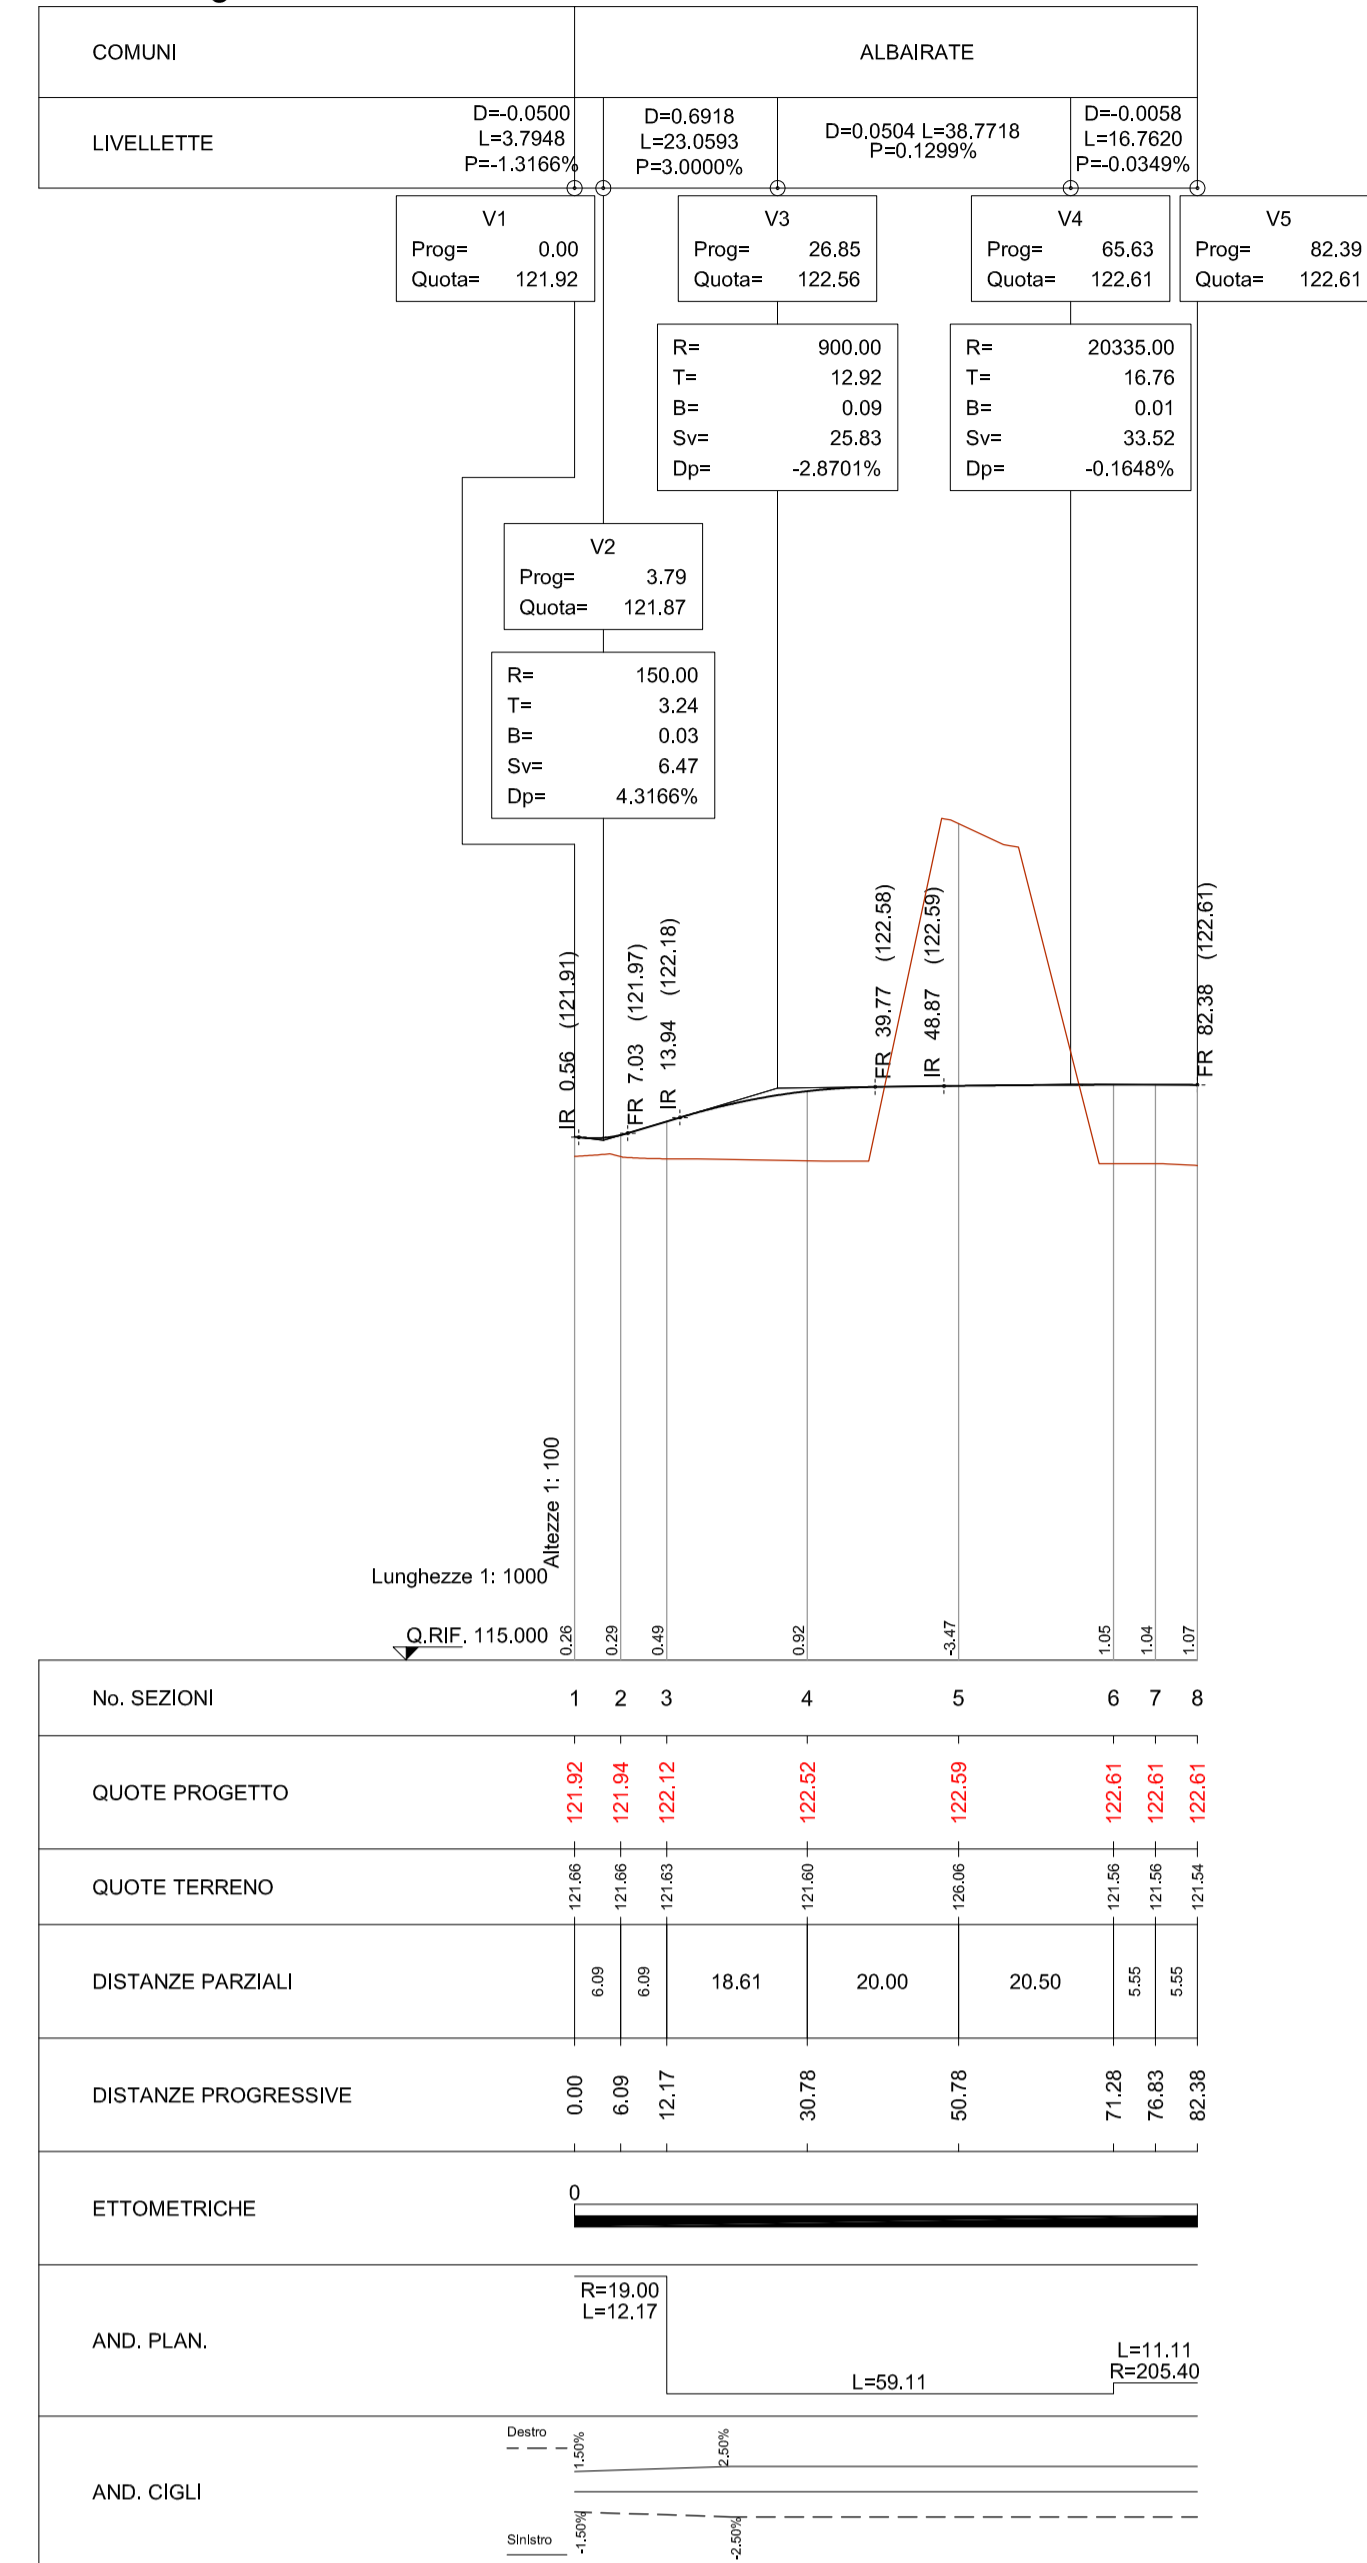 COMUNI
ALBAIRATE
LIVELLETTE
D=-0.0500
L=3.7948
P=-1.3166%
D=0.6918
L=23.0593
P=3.0000%
D=0.0504 L=38.7718
P=0.1299%
D=-0.0058
L=16.7620
P=-0.0349%
V1
Prog= 0.00
Quota= 121.92
V3
Prog= 26.85
Quota= 122.56
V4
Prog= 65.63
Quota= 122.61
V5
Prog= 82.39
Quota= 122.61
R= 900.00
T= 12.92
B= 0.09
Sv= 25.83
Dp= -2.8701%
R= 20335.00
T= 16.76
B= 0.01
Sv= 33.52
Dp= -0.1648%
V2
Prog= 3.79
Quota= 121.87
R= 150.00
T= 3.24
B= 0.03
Sv= 6.47
Dp= 4.3166%
IR 0.56 (121.91)
FR 7.03 (121.97)
IR 13.94 (122.18)
FR 39.77 (122.58)
IR 48.87 (122.59)
FR 82.38 (122.61)
Altezze 1: 100
Lunghezze 1: 1000
Q.RIF. 115.000
0.26 0.29 0.49 0.92 -3.47 1.05 1.04 1.07
No. SEZIONI 1 2 3 4 5 6 7 8
QUOTE PROGETTO 121.92 121.94 122.12 122.52 122.59 122.61 122.61 122.61
QUOTE TERRENO 121.66 121.66 121.63 121.60 126.06 121.56 121.56 121.54
DISTANZE PARZIALI 6.09 6.09 18.61 20.00 20.50 5.55 5.55
DISTANZE PROGRESSIVE 0.00 6.09 12.17 30.78 50.78 71.28 76.83 82.38
ETTOMETRICHE 0
AND. PLAN.
R=19.00
L=12.17
L=59.11
L=11.11
R=205.40
AND. CIGLI
Destro
1.50% 2.50%
Sinistro
-1.50% -2.50%